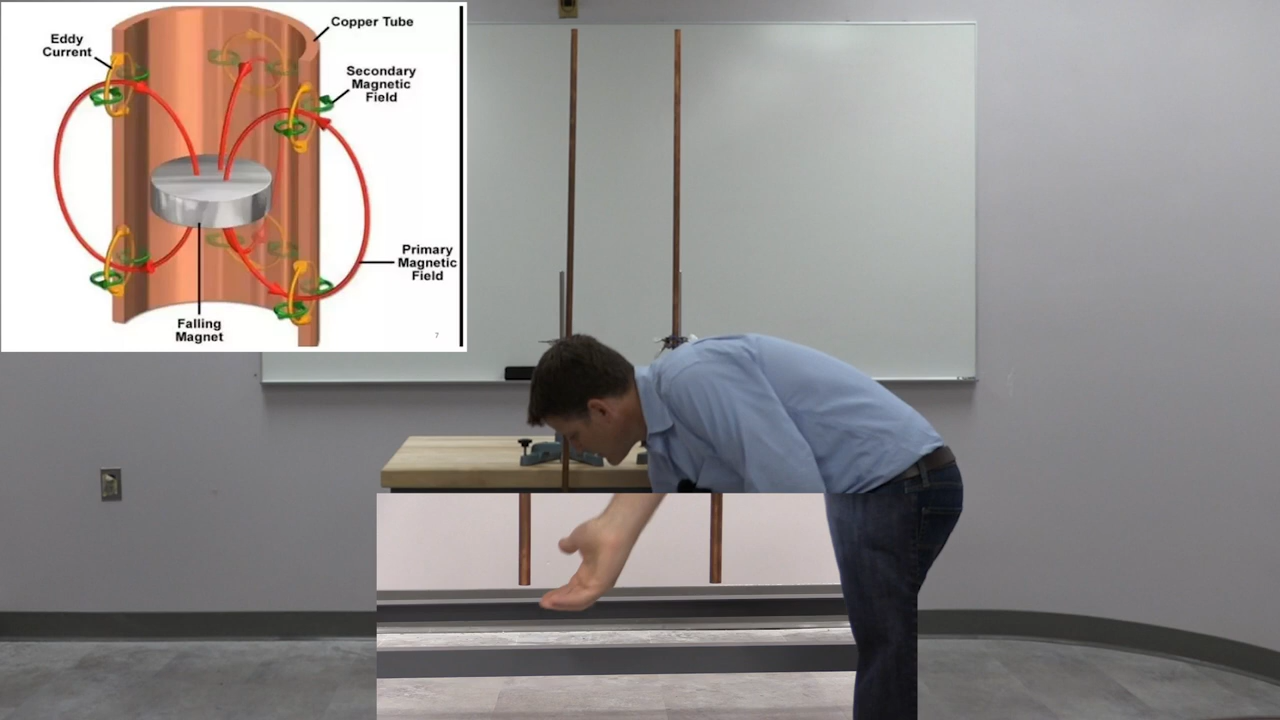 Copper Tube
Eddy
Current
Secondary
Magnetic
Field
Primary
Magnetic
Field
Falling
Magnet
7